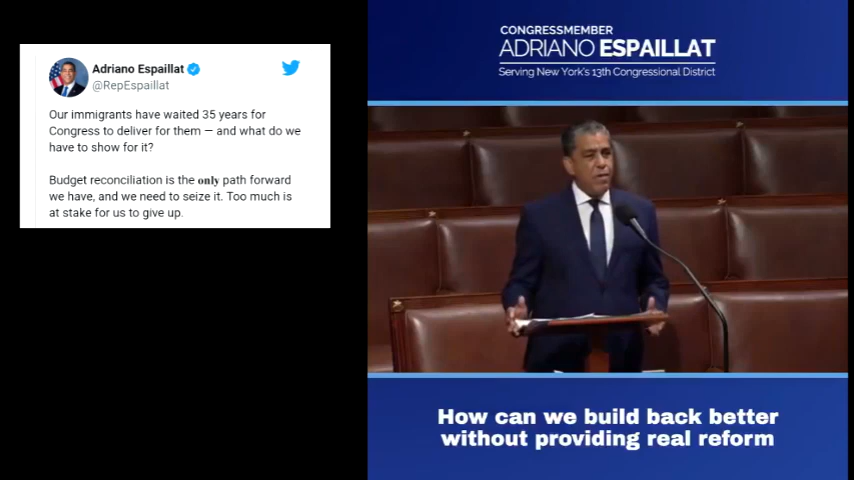 Adriano Espaillat
@RepEspaillat
Our immigrants have waited 35 years for
Congress to deliver for them — and what do we
have to show for it?
Budget reconciliation is the only path forward
we have, and we need to seize it. Too much is
at stake for us to give up.
CONGRESSMEMBER
ADRIANO ESPAILLAT
Serving New York's 13th Congressional District
How can we build back better
without providing real reform